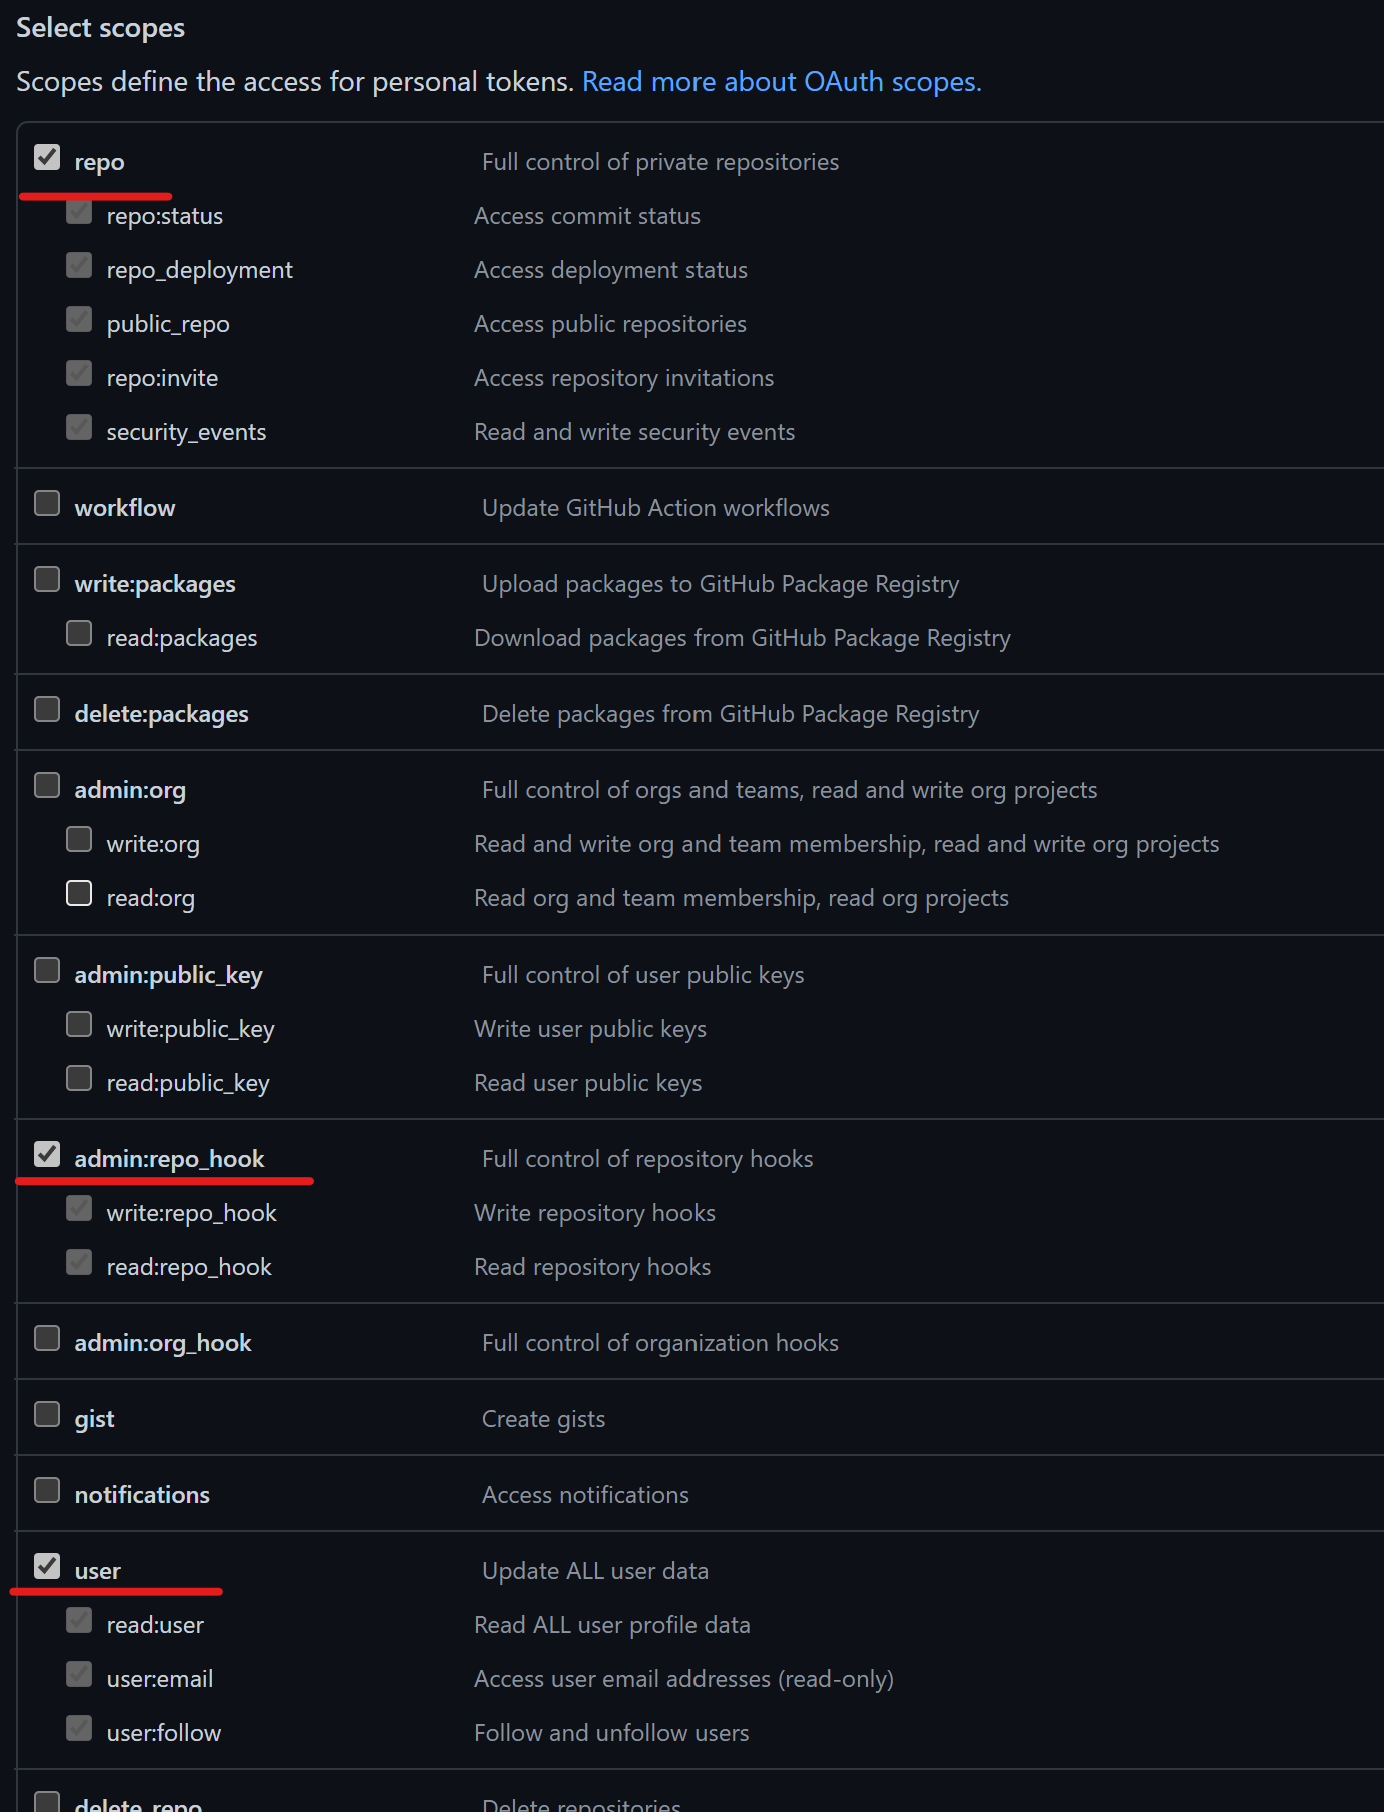 Select scopes
Scopes define the access for personal tokens. Read more about OAuth scopes.
repo Full control of private repositories
repo:status Access commit status
repo_deployment Access deployment status
public_repo Access public repositories
repo:invite Access repository invitations
security_events Read and write security events
workflow Update GitHub Action workflows
write:packages Upload packages to GitHub Package Registry
read:packages Download packages from GitHub Package Registry
delete:packages Delete packages from GitHub Package Registry
admin:org Full control of orgs and teams, read and write org projects
write:org Read and write org and team membership, read and write org projects
read:org Read org and team membership, read org projects
admin:public_key Full control of user public keys
write:public_key Write user public keys
read:public_key Read user public keys
admin:repo_hook Full control of repository hooks
write:repo_hook Write repository hooks
read:repo_hook Read repository hooks
admin:org_hook Full control of organization hooks
gist Create gists
notifications Access notifications
user Update ALL user data
read:user Read ALL user profile data
user:email Access user email addresses (read-only)
user:follow Follow and unfollow users
delete_repo Delete repositories